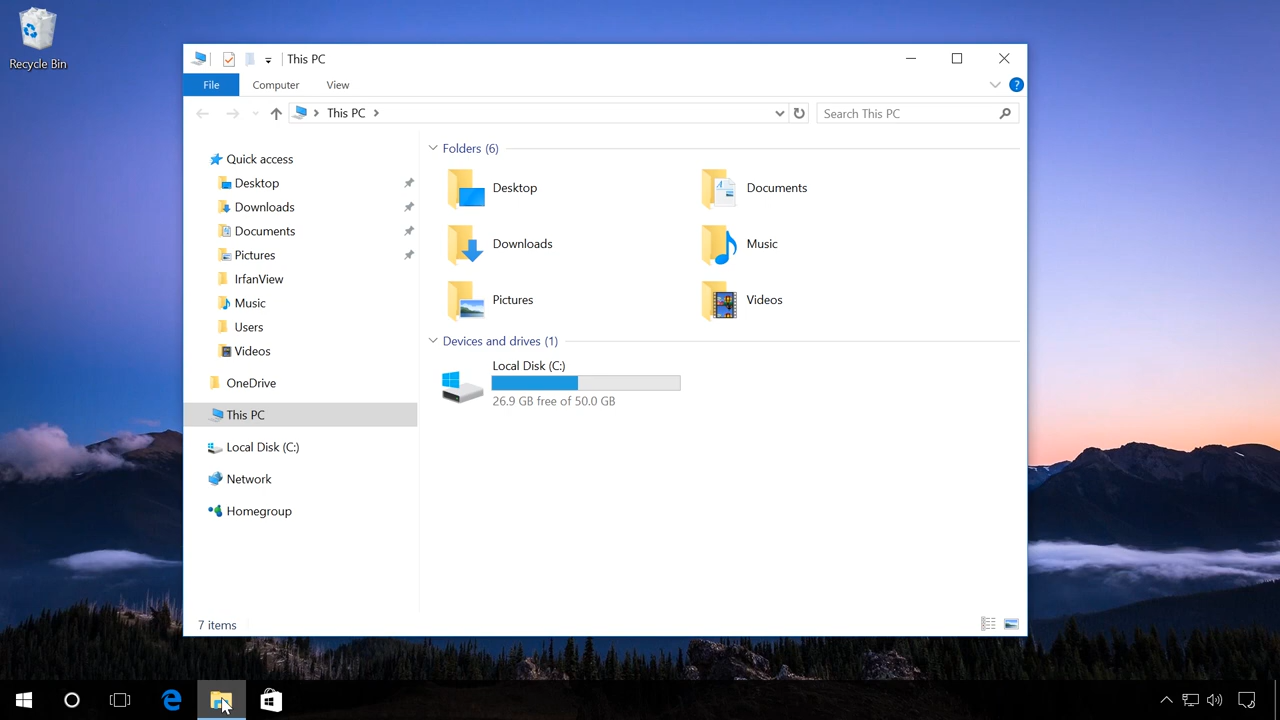 Recycle Bin
This PC
File Computer View
This PC
Search This PC
Quick access
Desktop
Downloads
Documents
Pictures
IrfanView
Music
Users
Videos
OneDrive
This PC
Local Disk (C:)
Network
Homegroup
Folders (6)
Desktop
Documents
Downloads
Music
Pictures
Videos
Devices and drives (1)
Local Disk (C:)
26.9 GB free of 50.0 GB
7 items